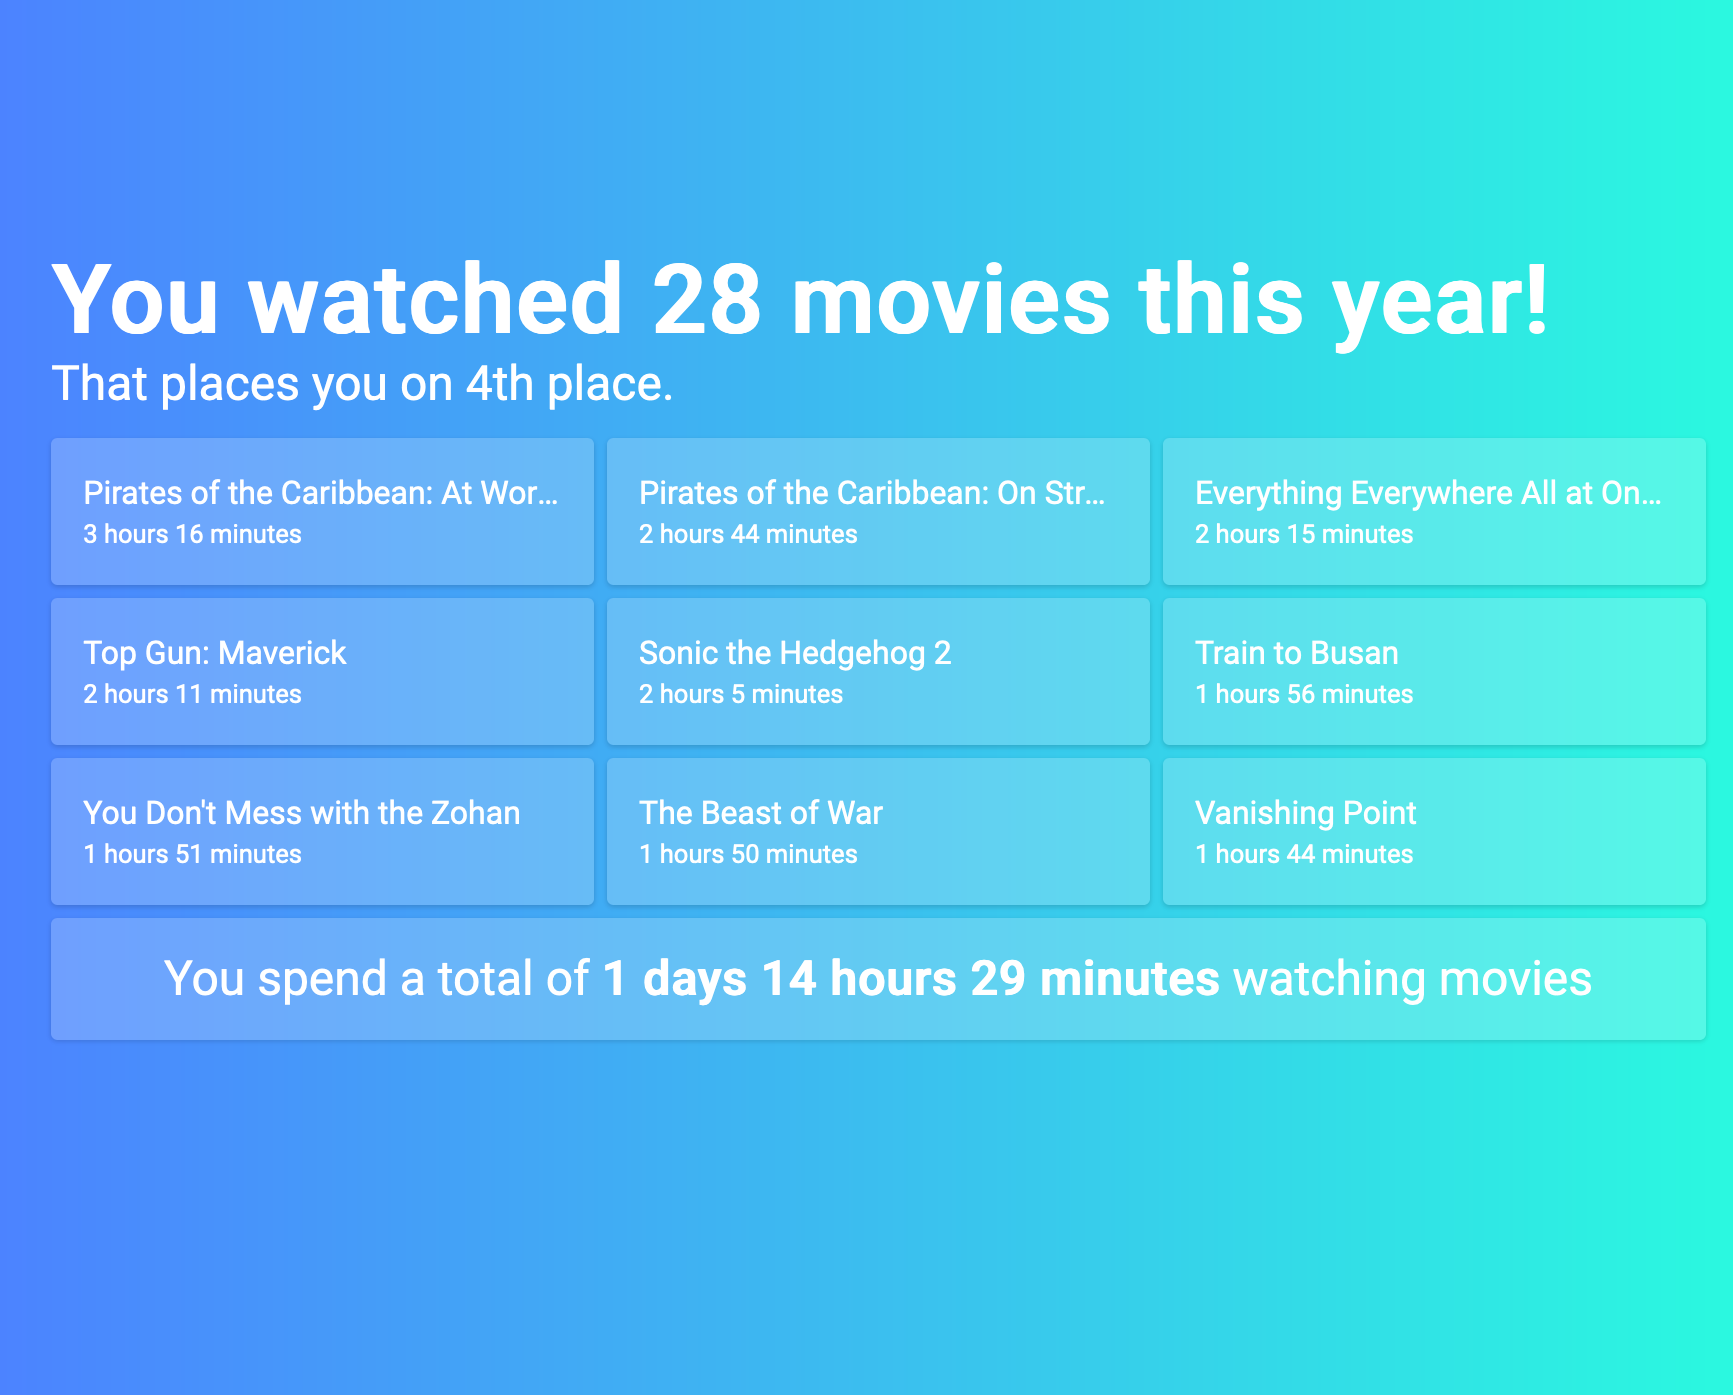 You watched 28 movies this year!
That places you on 4th place.
Pirates of the Caribbean: At Wor...
3 hours 16 minutes
Pirates of the Caribbean: On Str...
2 hours 44 minutes
Everything Everywhere All at On...
2 hours 15 minutes
Top Gun: Maverick
2 hours 11 minutes
Sonic the Hedgehog 2
2 hours 5 minutes
Train to Busan
1 hours 56 minutes
You Don't Mess with the Zohan
1 hours 51 minutes
The Beast of War
1 hours 50 minutes
Vanishing Point
1 hours 44 minutes
You spend a total of 1 days 14 hours 29 minutes watching movies